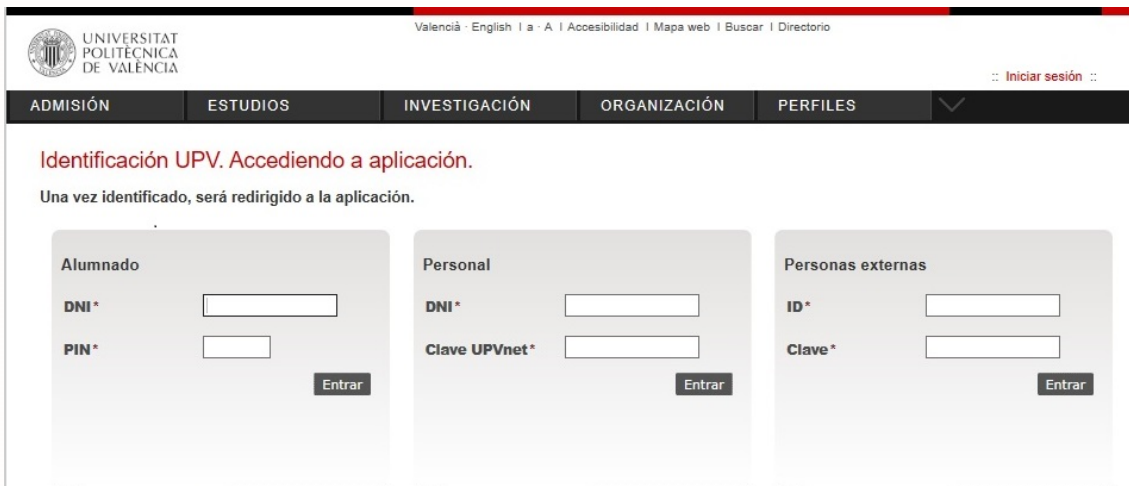 Valencià · English | a · A | Accesibilidad | Mapa web | Buscar | Directorio
UNIVERSITAT
POLITÈCNICA
DE VALÈNCIA
:: Iniciar sesión ::
ADMISIÓN ESTUDIOS INVESTIGACIÓN ORGANIZACIÓN PERFILES
Identificación UPV. Accediendo a aplicación.
Una vez identificado, será redirigido a la aplicación.
Alumnado
DNI*
PIN*
Entrar
Personal
DNI*
Clave UPVnet*
Entrar
Personas externas
ID*
Clave*
Entrar